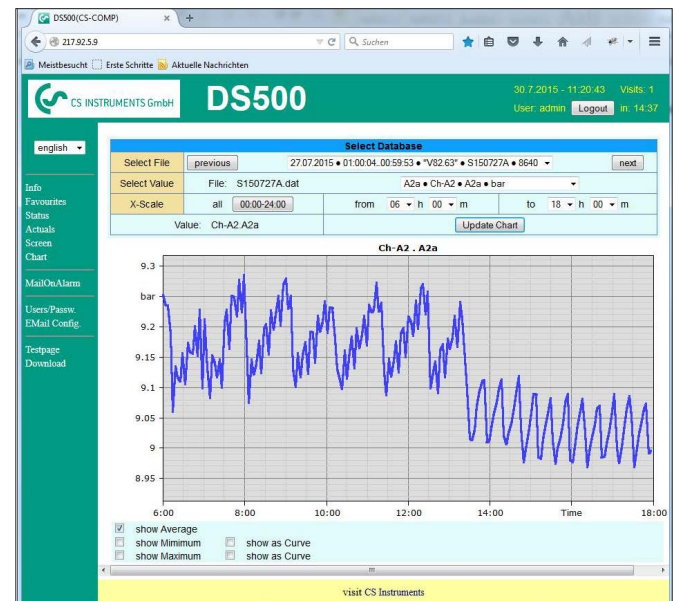 DS500(CS-COMP) × +
217.92.5.9 Suchen
Meistbesucht Erste Schritte Aktuelle Nachrichten
CS INSTRUMENTS GmbH
DS500
30.7.2015 - 11:20:43 Visits: 1
User: admin Logout in: 14:37
english
Info
Favourites
Status
Actuals
Screen
Chart
MailOnAlarm
Users/Passw.
EMail Config.
Testpage
Download
Select Database
Select File previous 27.07.2015 ● 01:00:04..00:59:53 ● "V82.63" ● S150727A ● 8640 next
Select Value File: S150727A.dat A2a ● Ch-A2 ● A2a ● bar
X-Scale all 00:00-24:00 from 06 h 00 m to 18 h 00 m
Value: Ch-A2.A2a Update Chart
Ch-A2 . A2a
9.3
bar
9.2
9.15
9.1
9.05
9
8.95
6:00 8:00 10:00 12:00 14:00 Time 18:00
show Average
show Mimimum show as Curve
show Maximum show as Curve
visit CS Instruments